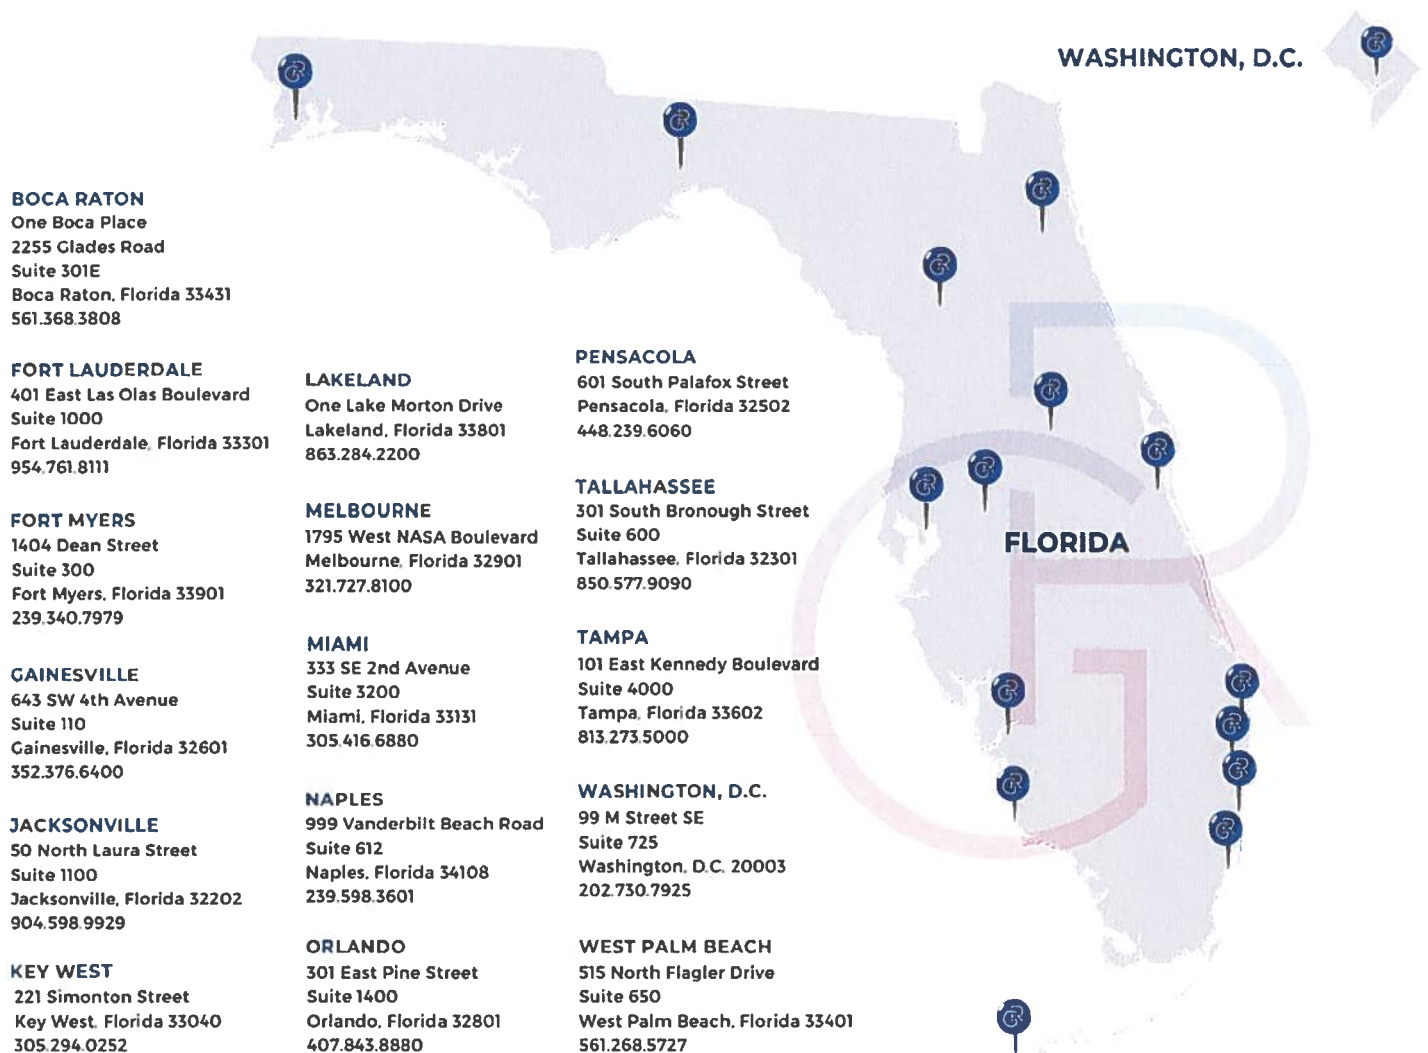 WASHINGTON, D.C.
BOCA RATON
One Boca Place
2255 Glades Road
Suite 301E
Boca Raton, Florida 33431
561.368.3808
FORT LAUDERDALE
401 East Las Olas Boulevard
Suite 1000
Fort Lauderdale, Florida 33301
954.761.8111
FORT MYERS
1404 Dean Street
Suite 300
Fort Myers, Florida 33901
239.340.7979
GAINESVILLE
643 SW 4th Avenue
Suite 110
Gainesville, Florida 32601
352.376.6400
JACKSONVILLE
50 North Laura Street
Suite 1100
Jacksonville, Florida 32202
904.598.9929
KEY WEST
221 Simonton Street
Key West, Florida 33040
305.294.0252
LAKELAND
One Lake Morton Drive
Lakeland, Florida 33801
863.284.2200
MELBOURNE
1795 West NASA Boulevard
Melbourne, Florida 32901
321.727.8100
MIAMI
333 SE 2nd Avenue
Suite 3200
Miami, Florida 33131
305.416.6880
NAPLES
999 Vanderbilt Beach Road
Suite 612
Naples, Florida 34108
239.598.3601
ORLANDO
301 East Pine Street
Suite 1400
Orlando, Florida 32801
407.843.8880
PENSACOLA
601 South Palafox Street
Pensacola, Florida 32502
448.239.6060
TALLAHASSEE
301 South Bronough Street
Suite 600
Tallahassee, Florida 32301
850.577.9090
TAMPA
101 East Kennedy Boulevard
Suite 4000
Tampa, Florida 33602
813.273.5000
WASHINGTON, D.C.
99 M Street SE
Suite 725
Washington, D.C. 20003
202.730.7925
WEST PALM BEACH
515 North Flagler Drive
Suite 650
West Palm Beach, Florida 33401
561.268.5727
FLORIDA